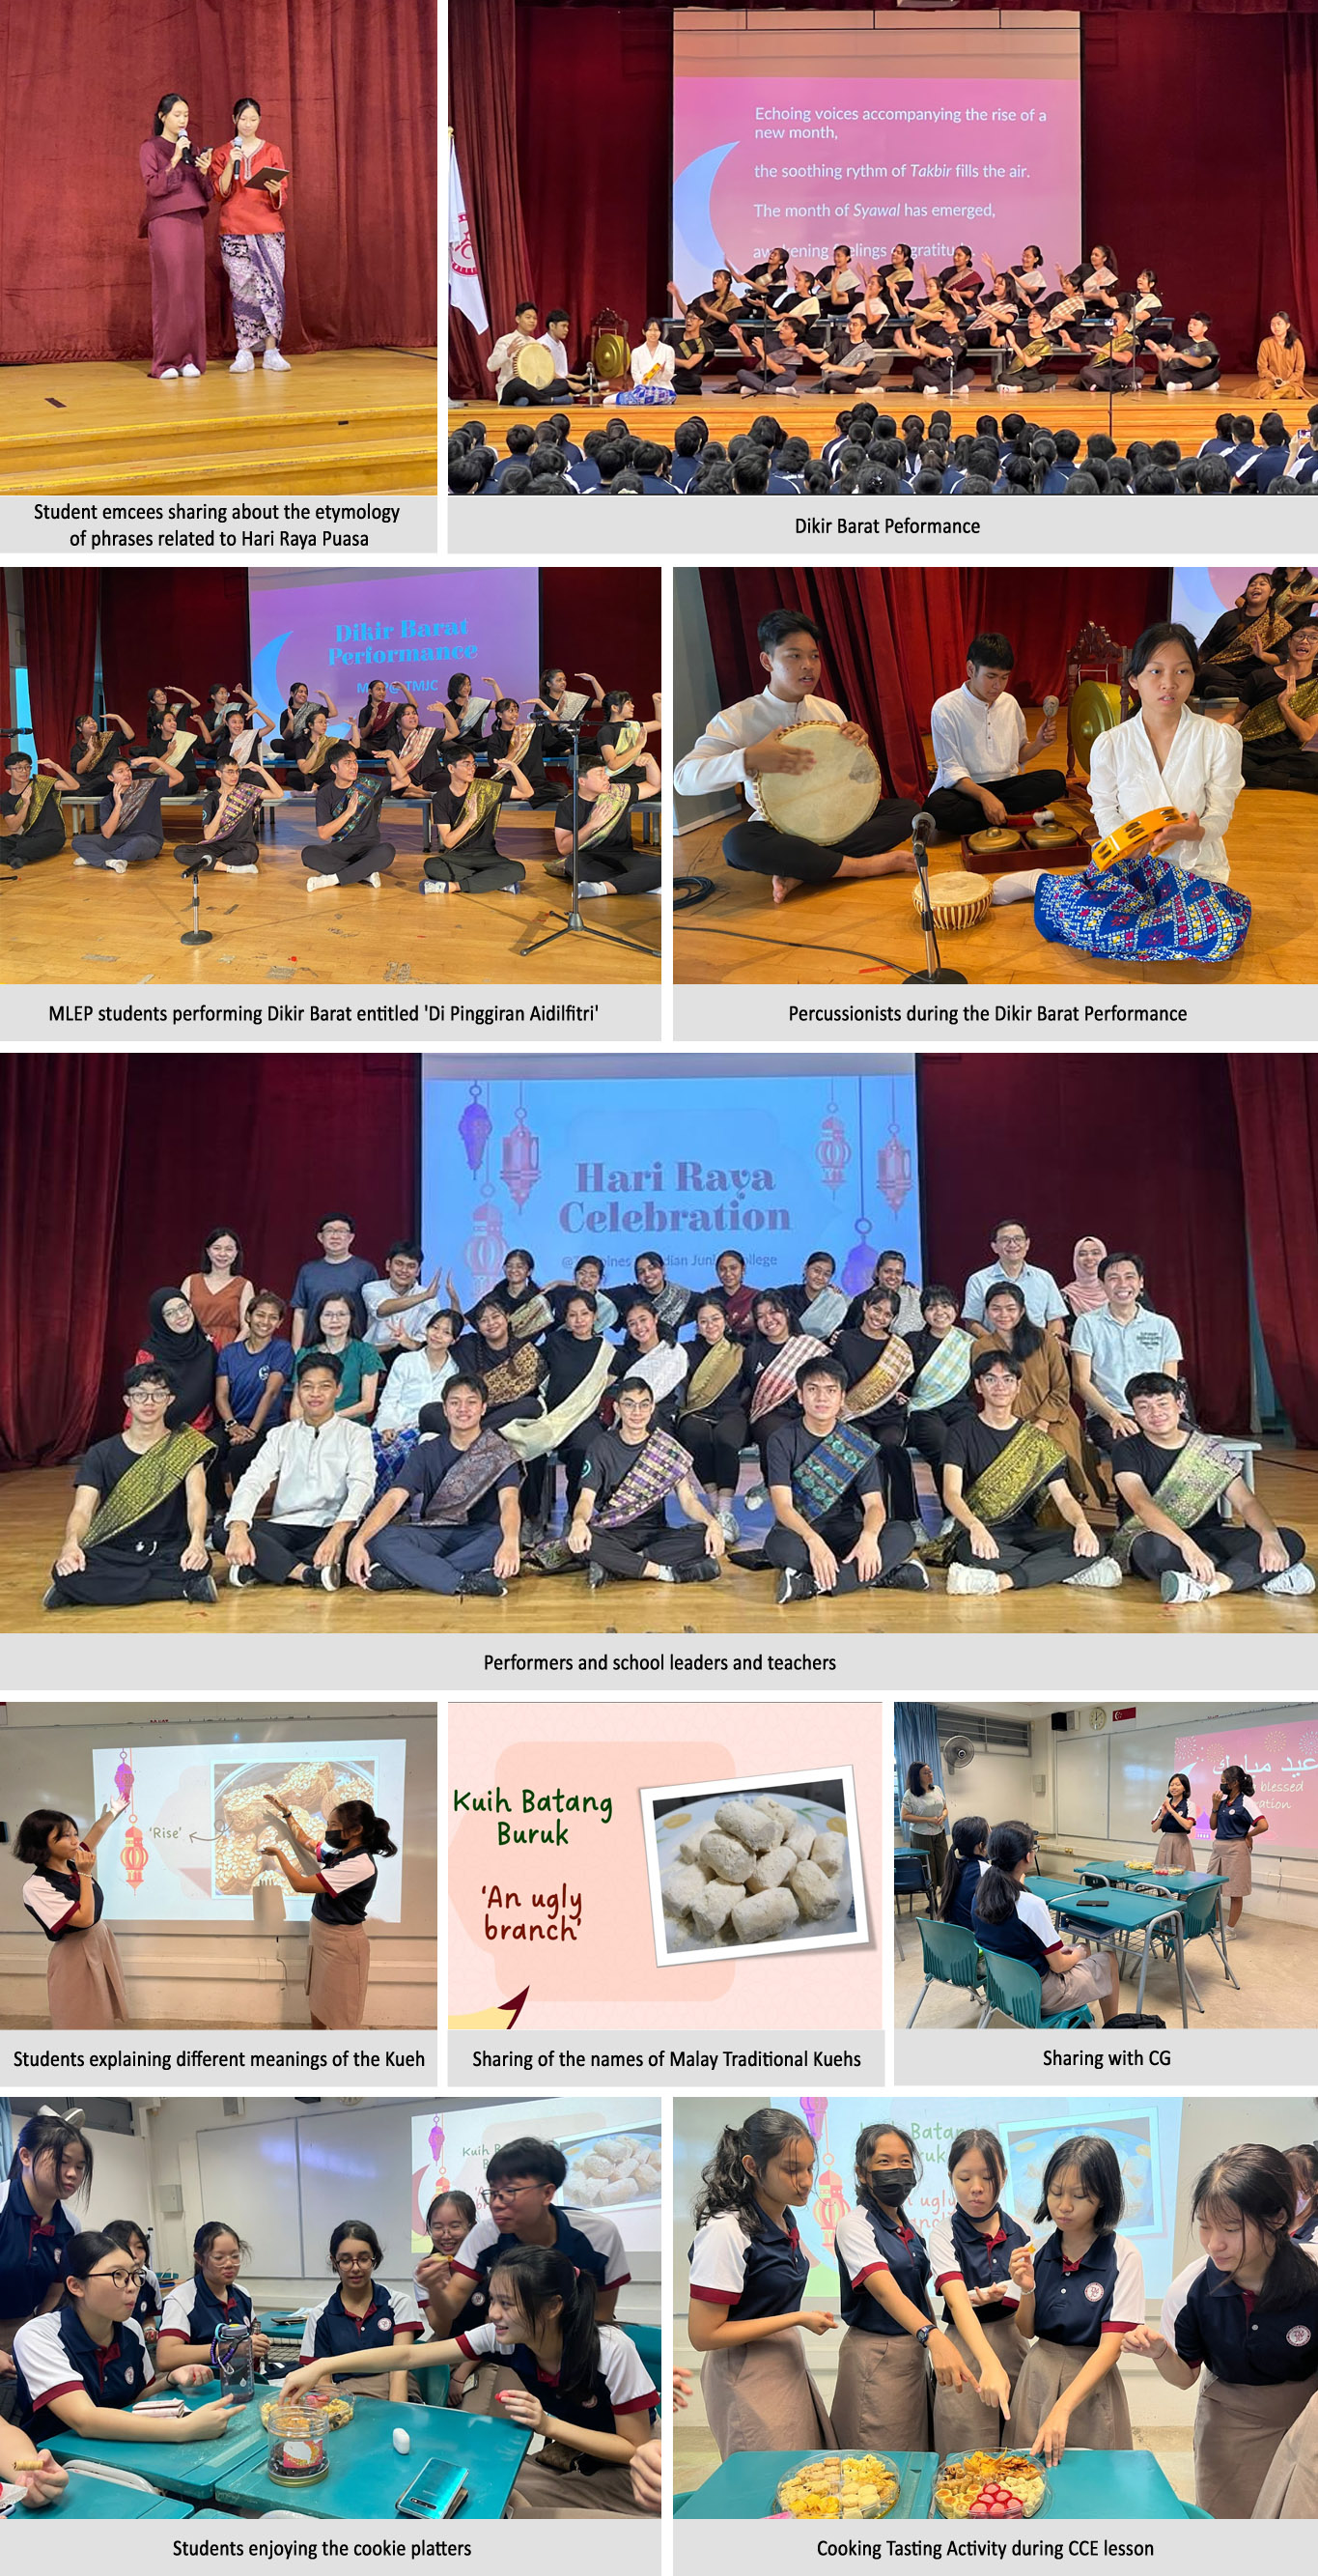 Echoing voices accompanying the rise of a
new month,
the soothing rythm of Takbir fills the air.
The month of Syawal has emerged,
Student emcees sharing about the etymology
of phrases related to Hari Raya Puasa
Dikir Barat Peformance
Dikir Barat
Performance
TMJC
MLEP students performing Dikir Barat entitled 'Di Pinggiran Aidilfitri'
Percussionists during the Dikir Barat Performance
Hari Raya
Celebration
Performers and school leaders and teachers
'Rise'
Kuih Batang
Buruk
'An ugly
branch'
عيد مبارك
blessed
Students explaining different meanings of the Kueh
Sharing of the names of Malay Traditional Kuehs
Sharing with CG
Kuih
Students enjoying the cookie platters
Cooking Tasting Activity during CCE lesson